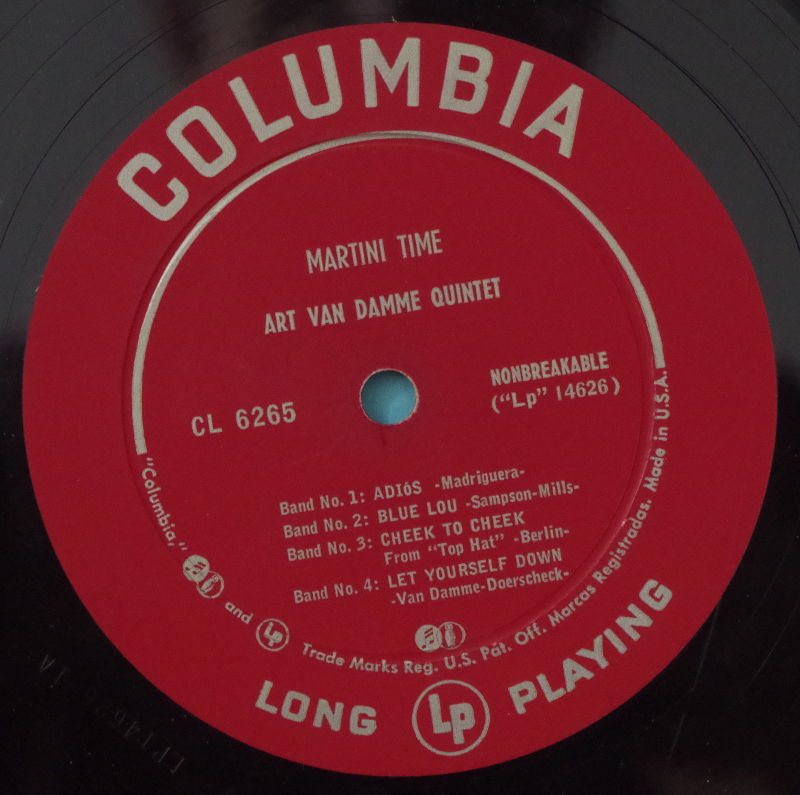 COLUMBIA
MARTINI TIME
ART VAN DAMME QUINTET
NONBREAKABLE
("Lp" 14626)
CL 6265
Band No. 1: ADIóS -Madriguera-
Band No. 2: BLUE LOU -Sampson-Mills-
Band No. 3: CHEEK TO CHEEK
From "Top Hat" -Berlin-
Band No. 4: LET YOURSELF DOWN
-Van Damme-Doerscheck-
"Columbia," and Lp Trade Marks Reg. U.S. Pat. Off. Marcas Registradas. Made in U.S.A.
LONG Lp PLAYING